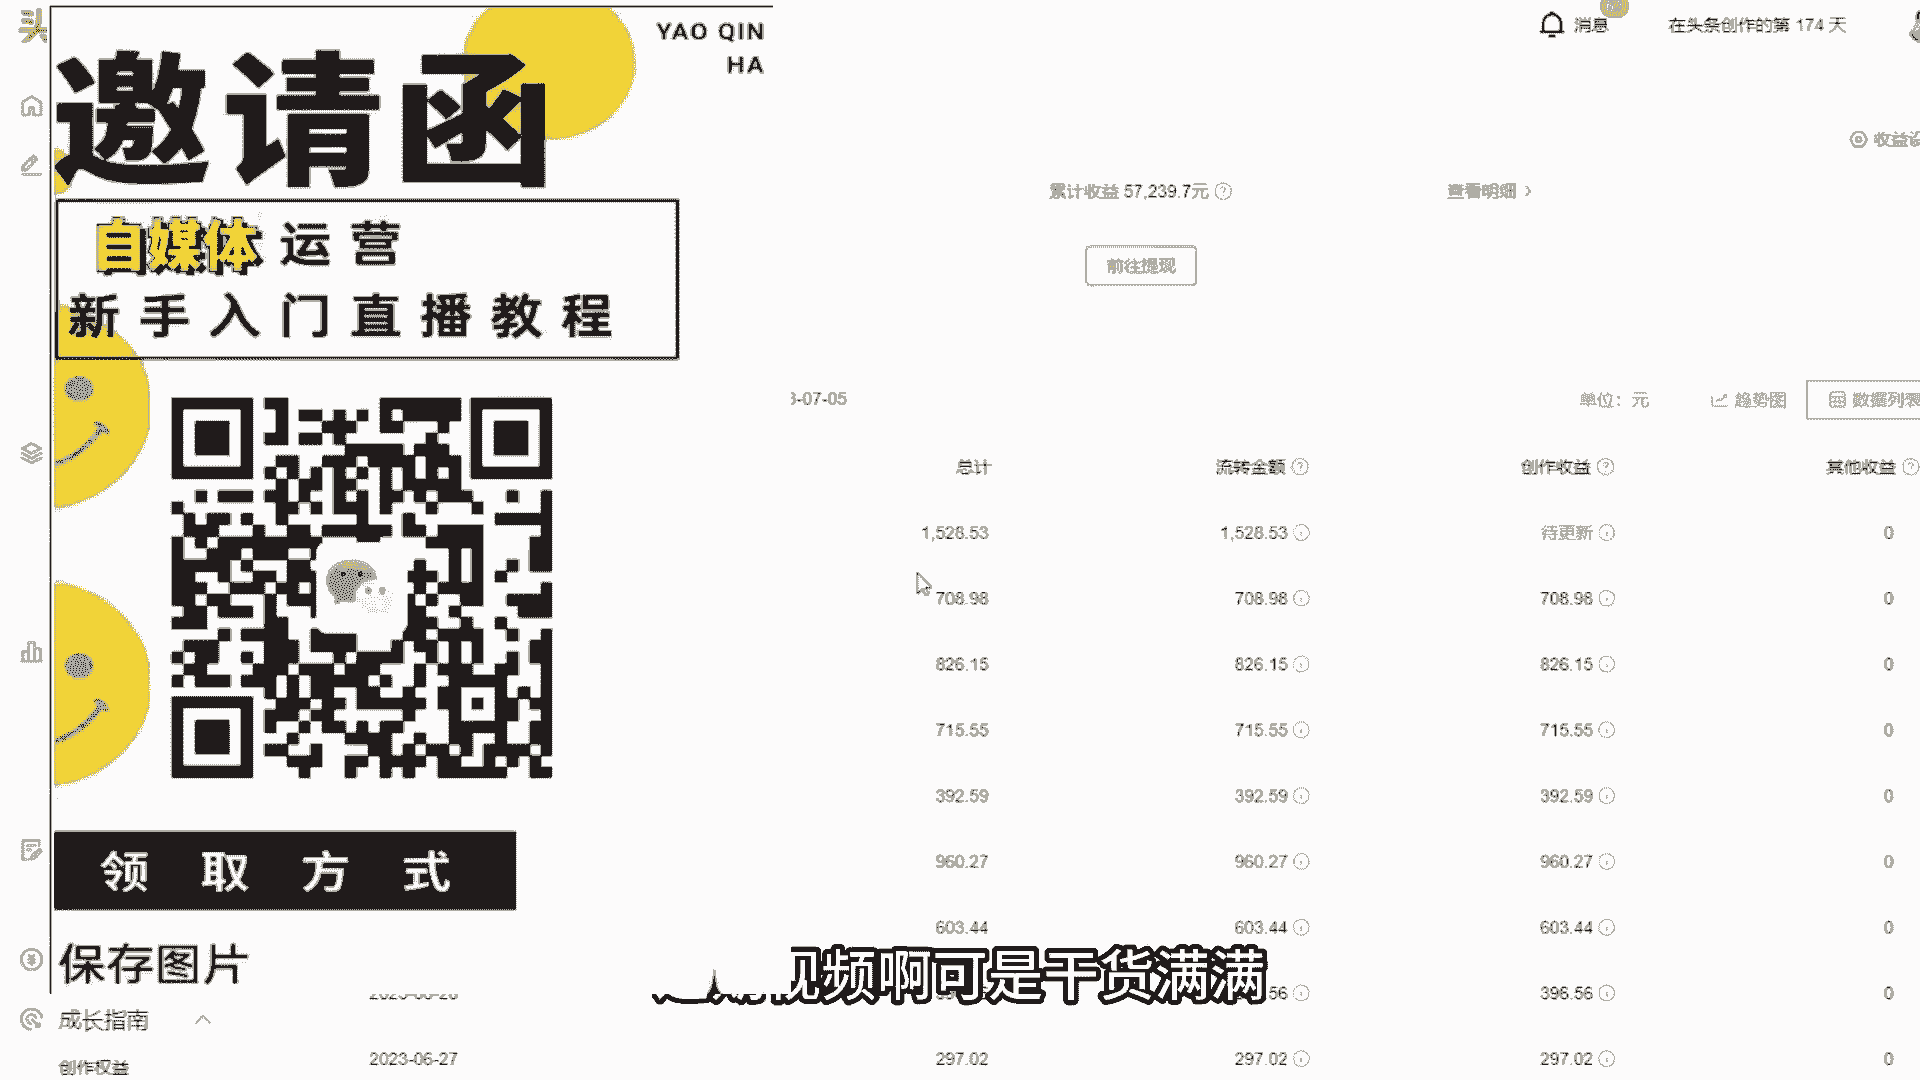 头
YAO QIN
HA
邀请函
自媒体运营
新手入门直播教程
领取方式
保存图片
成长指南
创作权益
消息
在头条创作的第 174 天
累计收益 57,239.7元
查看明细
前往提现
-07-05
单位：元
趋势图
总计 流转金额 创作收益 其他收益
1,528.53 1,528.53 待更新 0
708.98 708.98 708.98 0
826.15 826.15 826.15 0
715.55 715.55 715.55 0
392.59 392.59 392.59 0
960.27 960.27 960.27 0
603.44 603.44 603.44 0
398.56 0
2023-06-27 297.02 297.02 297.02 0
视频啊可是干货满满